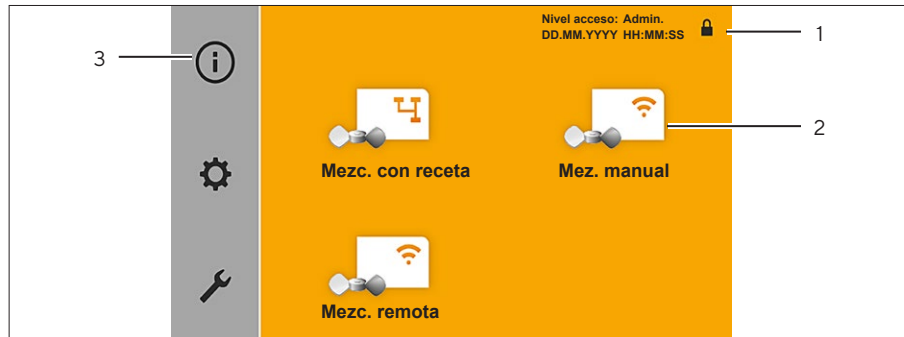 Nivel acceso: Admin.
DD.MM.YYYY HH:MM:SS
1
3
2
Mezc. con receta
Mez. manual
Mezc. remota